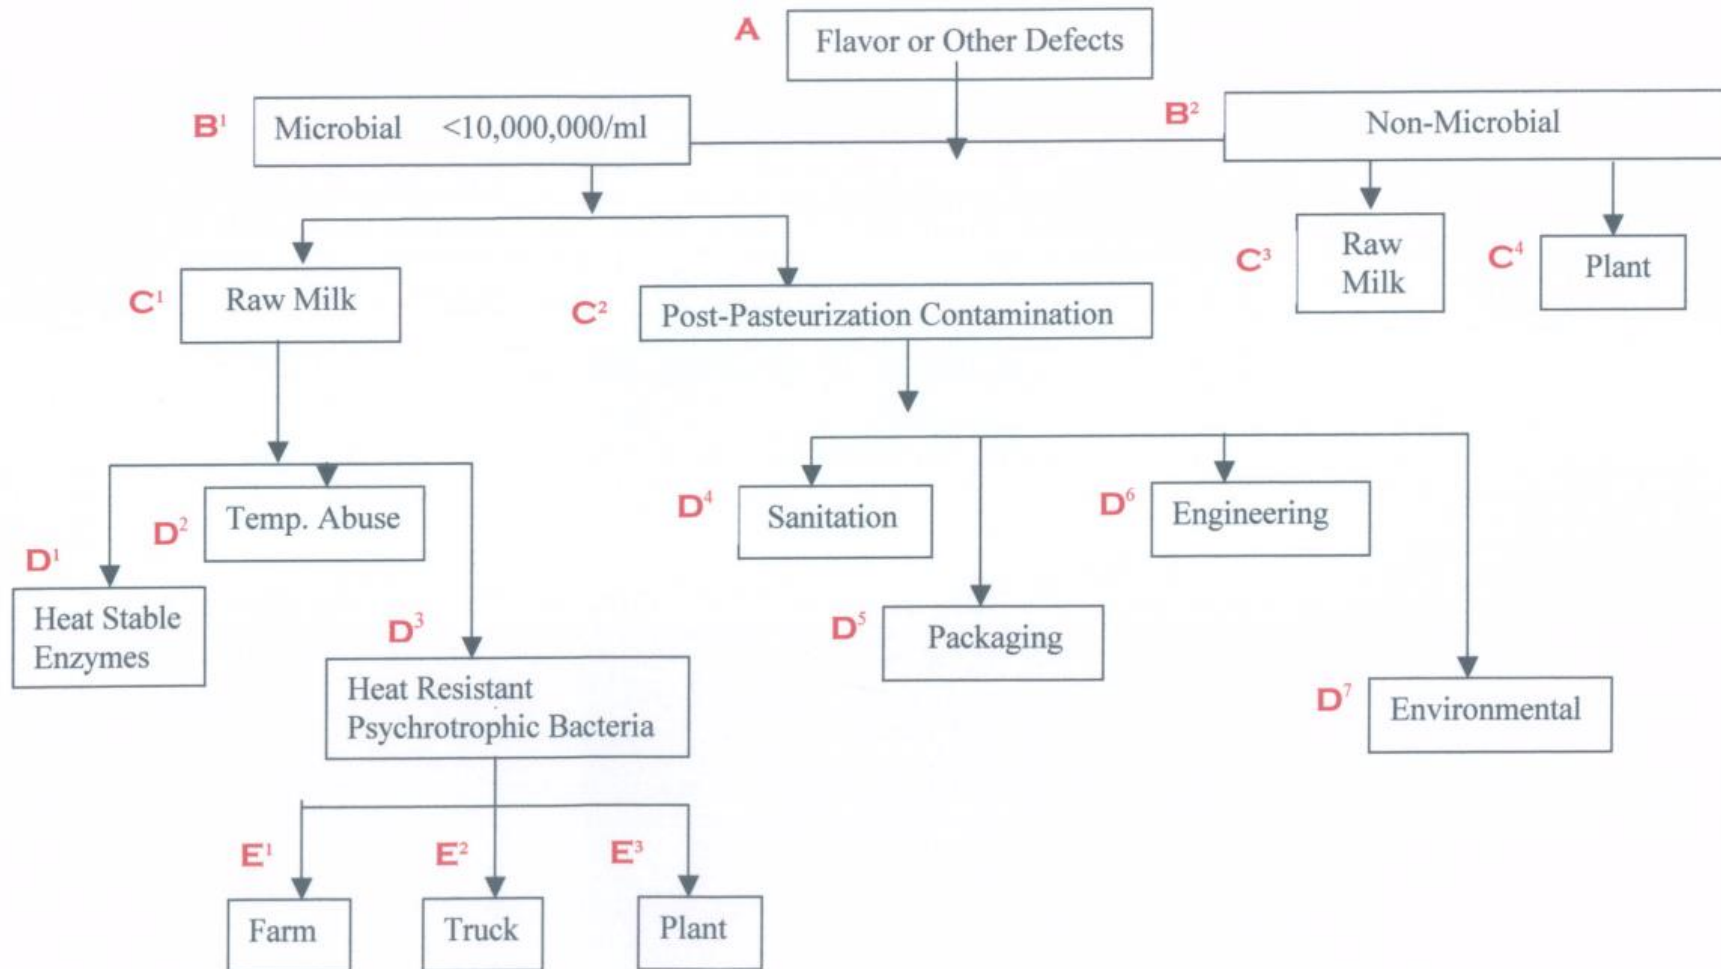 A
Flavor or Other Defects
B¹
Microbial <10,000,000/ml
B²
Non-Microbial
C¹
Raw Milk
C²
Post-Pasteurization Contamination
C³
Raw
Milk
C⁴
Plant
D¹
Heat Stable
Enzymes
D²
Temp. Abuse
D³
Heat Resistant
Psychrotrophic Bacteria
D⁴
Sanitation
D⁵
Packaging
D⁶
Engineering
D⁷
Environmental
E¹
Farm
E²
Truck
E³
Plant